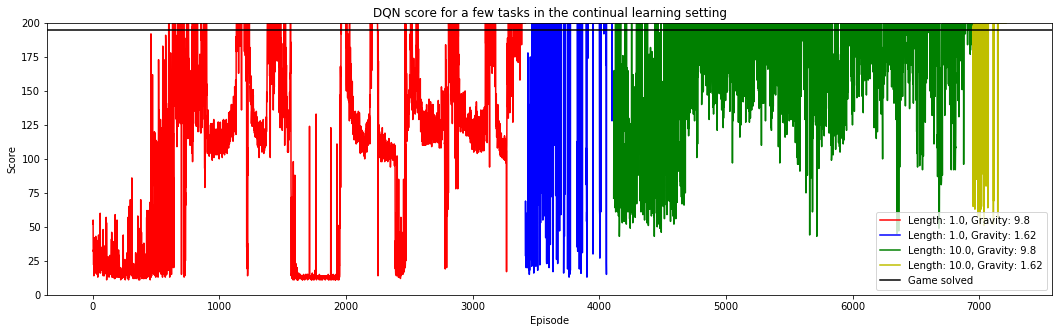 DQN score for a few tasks in the continual learning setting
Score
200
175
150
125
100
75
50
25
0
Length: 1.0, Gravity: 9.8
Length: 1.0, Gravity: 1.62
Length: 10.0, Gravity: 9.8
Length: 10.0, Gravity: 1.62
Game solved
0 1000 2000 3000 4000 5000 6000 7000
Episode